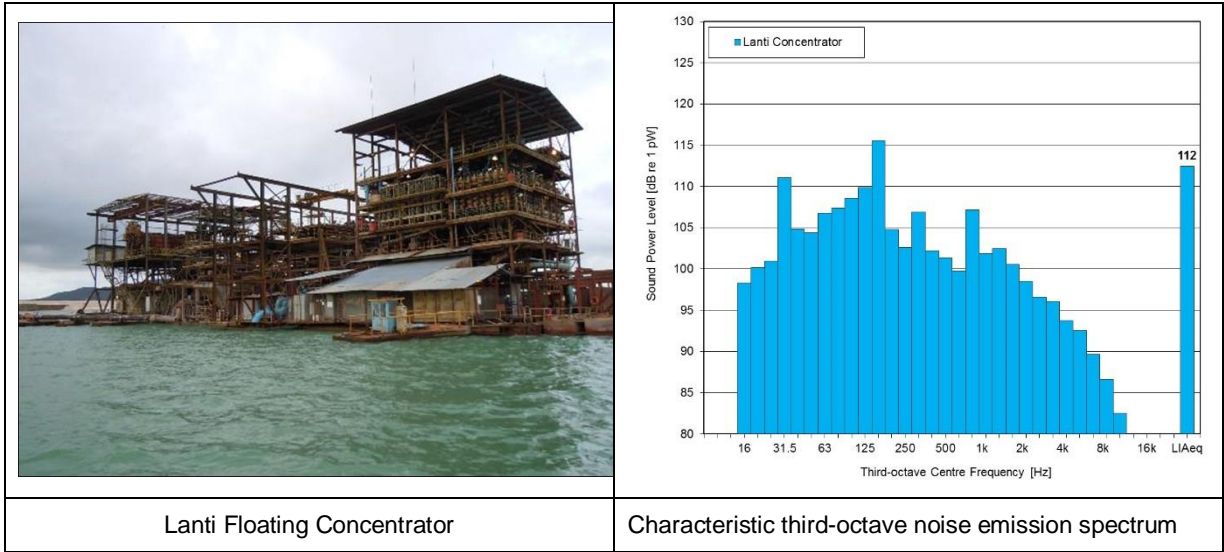 130
Lanti Concentrator
125
120
115
112
110
105
100
95
90
85
80
Sound Power Level [dB re 1 pW]
16 31.5 63 125 250 500 1k 2k 4k 8k 16k LIAeq
Third-octave Centre Frequency [Hz]
Lanti Floating Concentrator
Characteristic third-octave noise emission spectrum